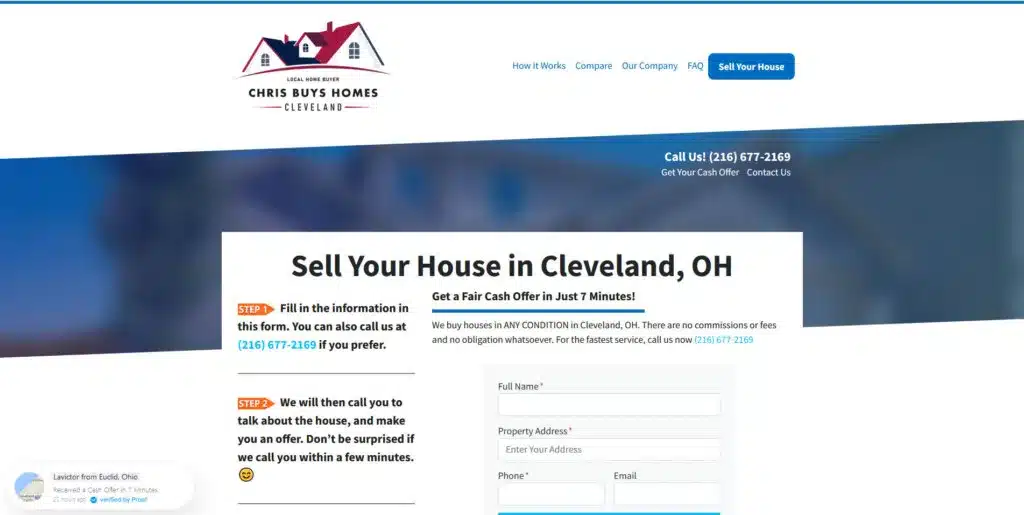 LOCAL HOME BUYER
CHRIS BUYS HOMES
CLEVELAND
How It Works Compare Our Company FAQ Sell Your House
Call Us! (216) 677-2169
Get Your Cash Offer Contact Us
Sell Your House in Cleveland, OH
STEP 1 Fill in the information in
this form. You can also call us at
(216) 677-2169 if you prefer.
STEP 2 We will then call you to
talk about the house, and make
you an offer. Don’t be surprised if
we call you within a few minutes.
😊
Get a Fair Cash Offer in Just 7 Minutes!
We buy houses in ANY CONDITION in Cleveland, OH. There are no commissions or fees
and no obligation whatsoever. For the fastest service, call us now (216) 677-2169
Full Name *
Property Address *
Enter Your Address
Phone * Email
Lavictor from Euclid, Ohio
Received a Cash Offer in 7 Minutes
hours ago verified by Proof